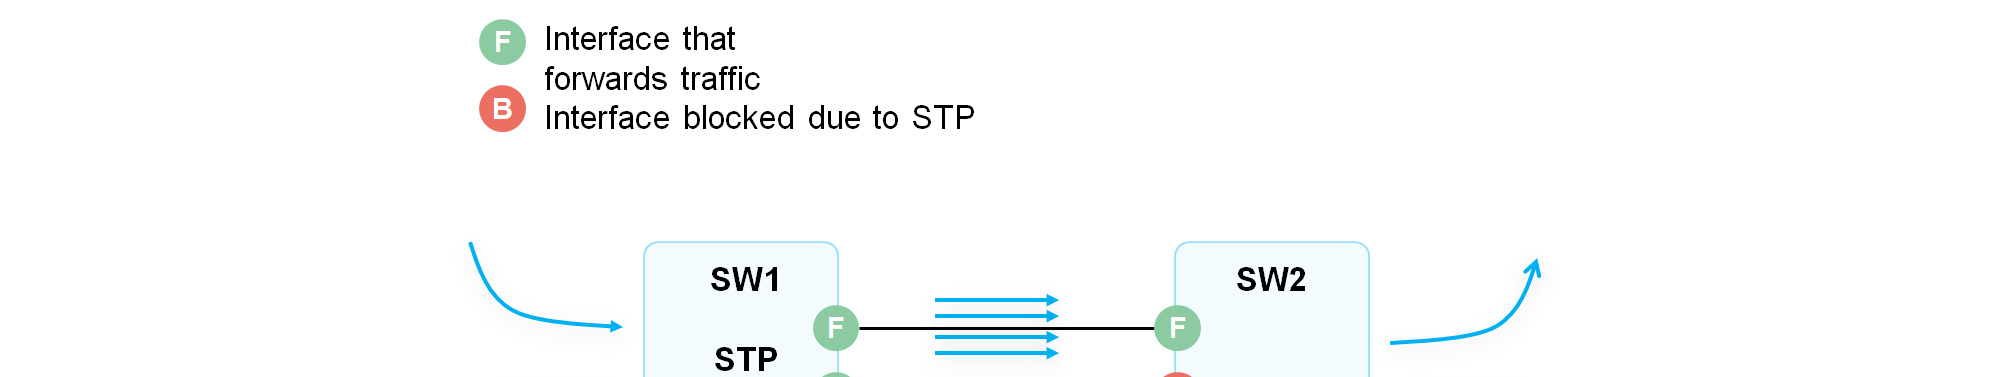 F Interface that
forwards traffic
B Interface blocked due to STP
SW1
SW2
F
F
STP